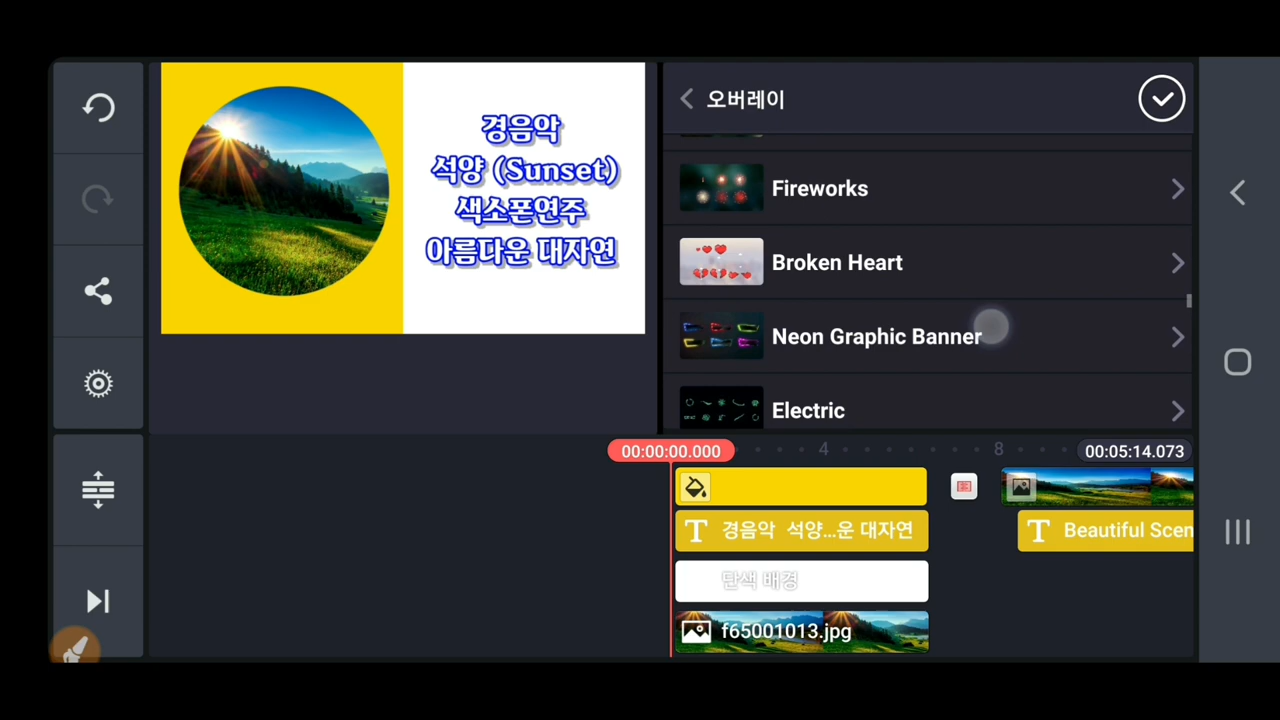 오버레이
경음악
석양 (Sunset)
색소폰연주
아름다운 대자연
Fireworks
Broken Heart
Neon Graphic Banner
Electric
00:00:00.000
4
8
00:05:14.073
T 경음악 석양...운 대자연
T Beautiful Scen
단색 배경
f65001013.jpg